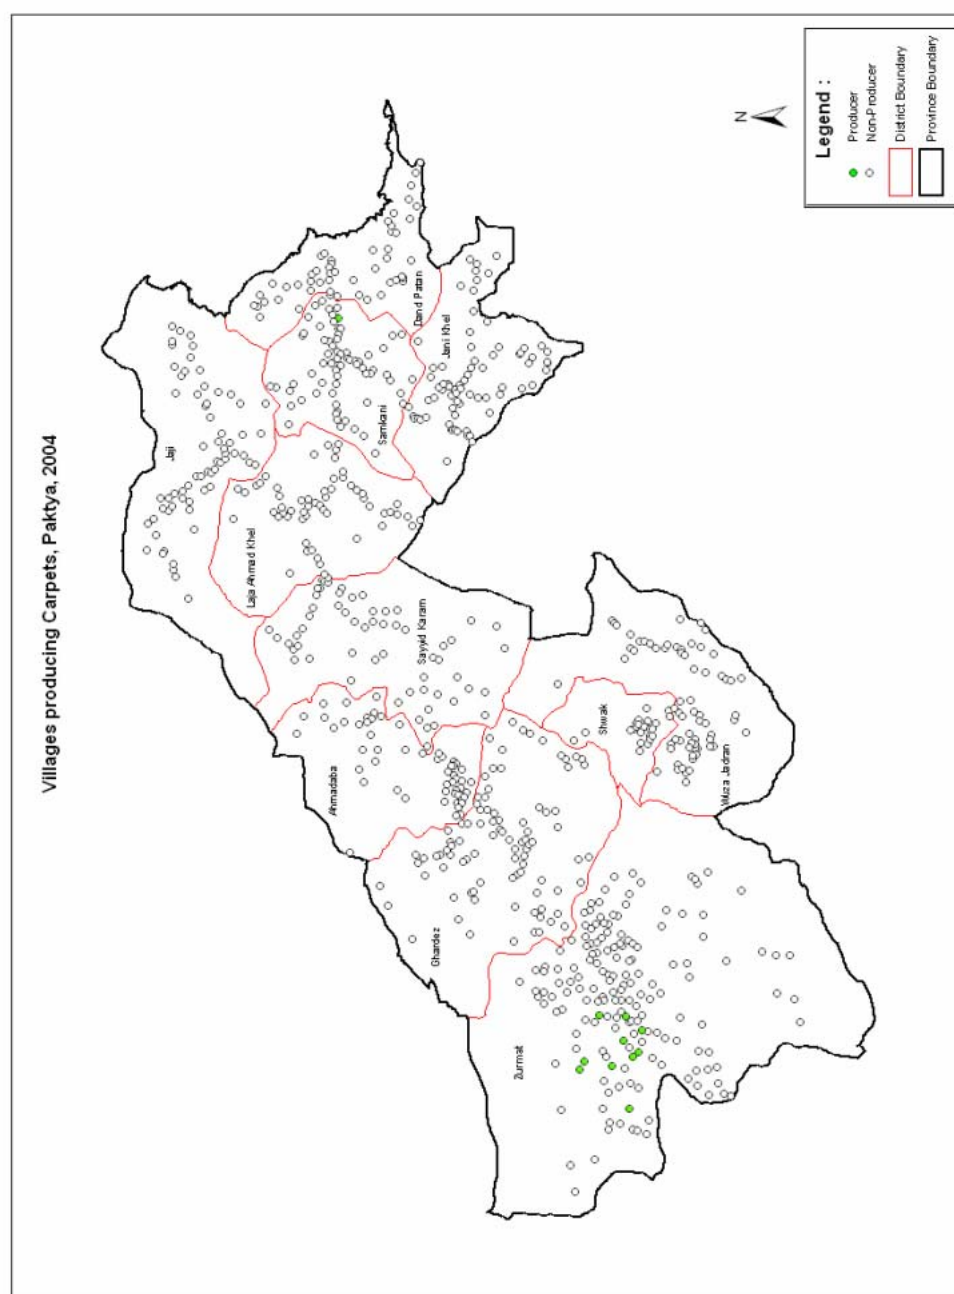 Villages producing Carpets, Paktya, 2004
N
Legend :
Producer
Non-Producer
District Boundary
Province Boundary
Jaji
Laja Ahmad Khel
Samkani
Dand Patan
Jani Khel
Sayyid Karam
Ahmadaba
Shwak
Wuza Jadran
Ghardez
Zurmat